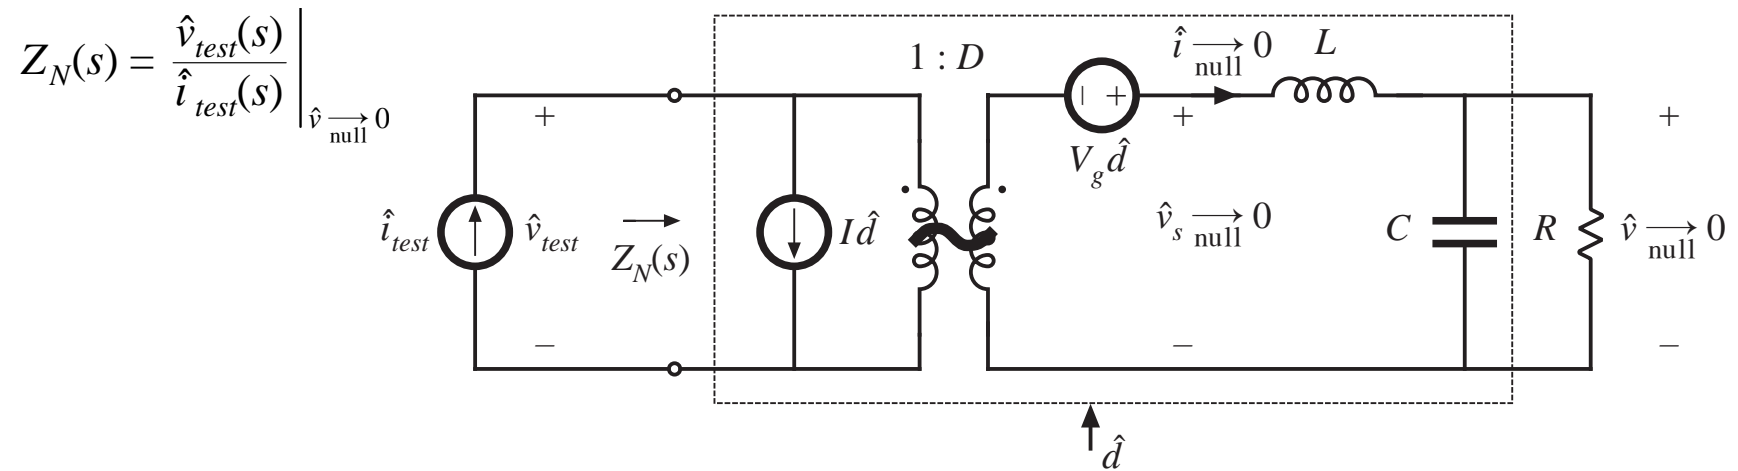 Z_N(s) = v̂_test(s) / î_test(s) | v̂ ⟶ 0
null
1 : D
î ⟶ 0
null
L
+
− +
+
+
V_g d̂
î_test
v̂_test
Z_N(s)
I d̂
v̂_s ⟶ 0
null
C
R
v̂ ⟶ 0
null
−
−
−
d̂